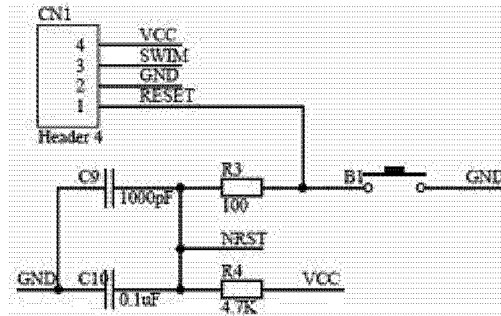 CN1
4 VCC
3 SWIM
2 GND
1 RESET
Header 4
C9 R3 B1 GND
1000pF 100
NRST
GND C10 R4 VCC
0.1uF 4.7K